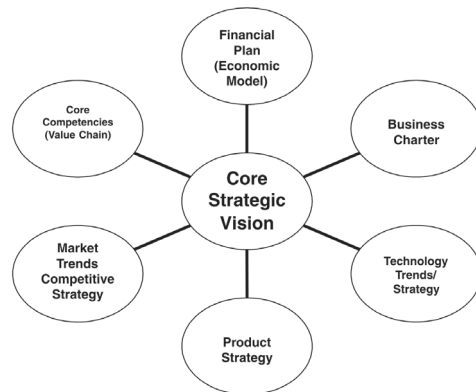 Financial
Plan
(Economic
Model)
Core
Competencies
(Value Chain)
Business
Charter
Core
Strategic
Vision
Market
Trends
Competitive
Strategy
Technology
Trends/
Strategy
Product
Strategy